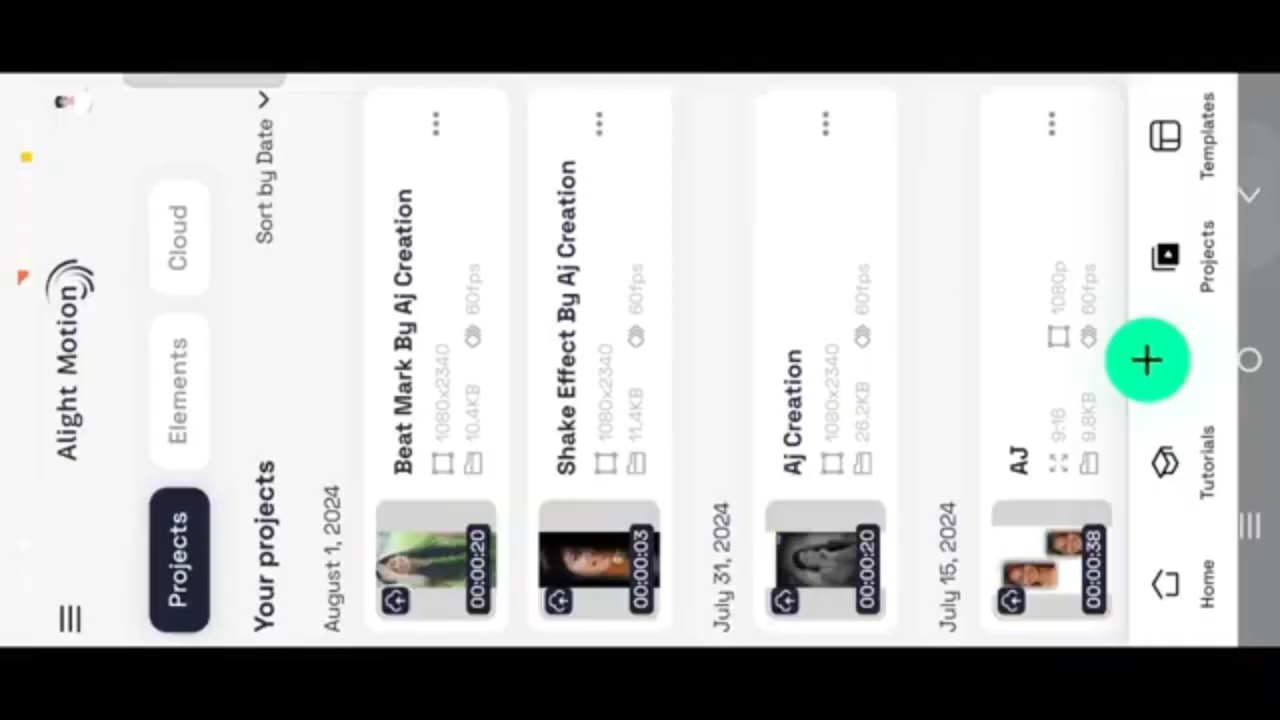 Alight Motion
Projects
Elements
Cloud
Your projects
Sort by Date
August 1, 2024
Beat Mark By Aj Creation
1080x2340
10.4KB 60fps
00:00:20
Shake Effect By Aj Creation
1080x2340
11.4KB 60fps
00:00:03
July 31, 2024
Aj Creation
1080x2340
26.2KB 60fps
00:00:20
July 15, 2024
AJ
9:16 1080p
9.8KB 60fps
00:00:38
Home
Tutorials
Projects
Templates